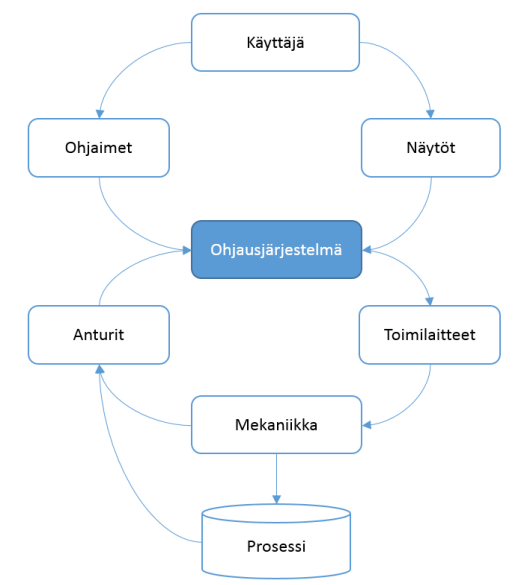 Käyttäjä
Ohjaimet
Näytöt
Ohjausjärjestelmä
Anturit
Toimilaitteet
Mekaniikka
Prosessi